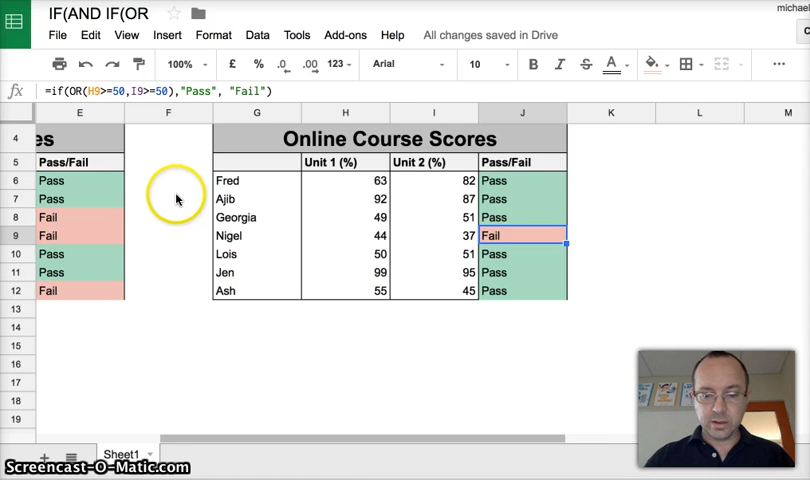 IF(AND IF(OR
michael
File Edit View Insert Format Data Tools Add-ons Help All changes saved in Drive
100% £ % .0 .00 123 Arial 10 B I S A
fx =if(OR(H9>=50,I9>=50),"Pass", "Fail")
E F G H I J K L M
4 es Online Course Scores
5 Pass/Fail Unit 1 (%) Unit 2 (%) Pass/Fail
6 Pass Fred 63 82 Pass
7 Pass Ajib 92 87 Pass
8 Fail Georgia 49 51 Pass
9 Fail Nigel 44 37 Fail
10 Pass Lois 50 51 Pass
11 Pass Jen 99 95 Pass
12 Fail Ash 55 45 Pass
13
14
15
16
17
18
19
Sheet1
Screencast-O-Matic.com